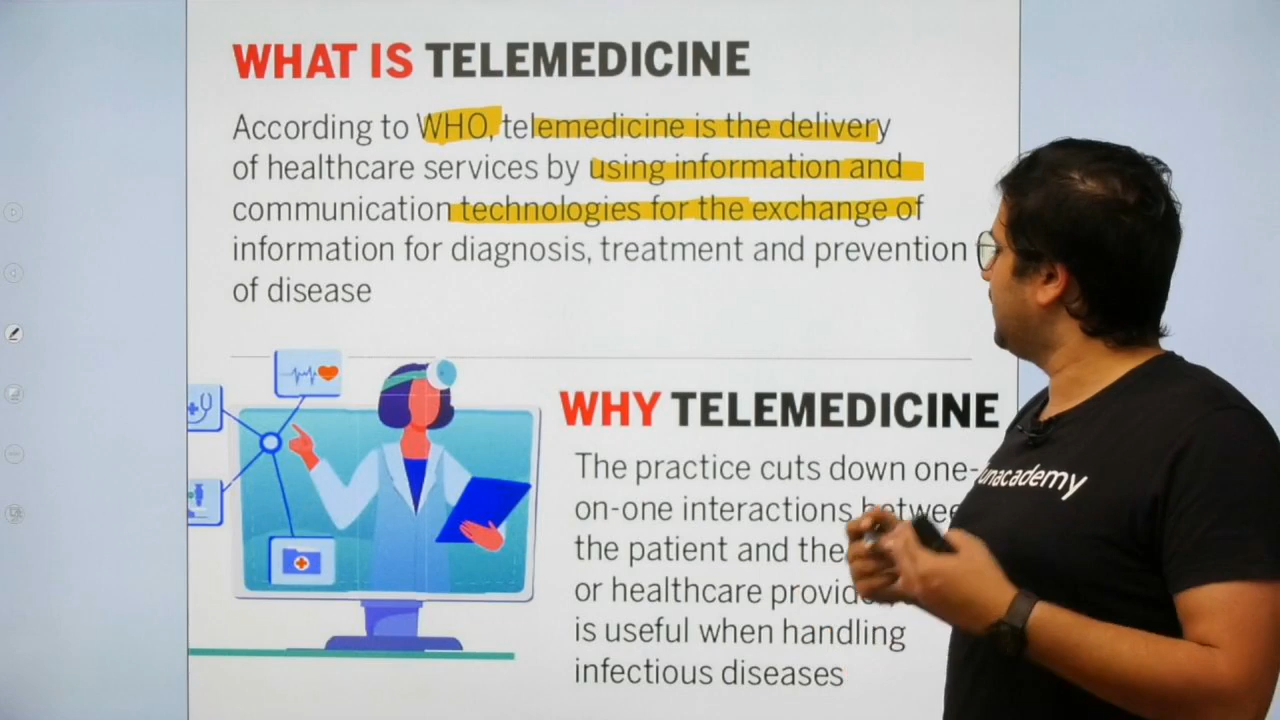 WHAT IS TELEMEDICINE
According to WHO, telemedicine is the delivery
of healthcare services by using information and
communication technologies for the exchange of
information for diagnosis, treatment and prevention
of disease
WHY TELEMEDICINE
The practice cuts down one-
on-one interactions
the patient and the
or healthcare
is useful when handling
infectious diseases
unacademy